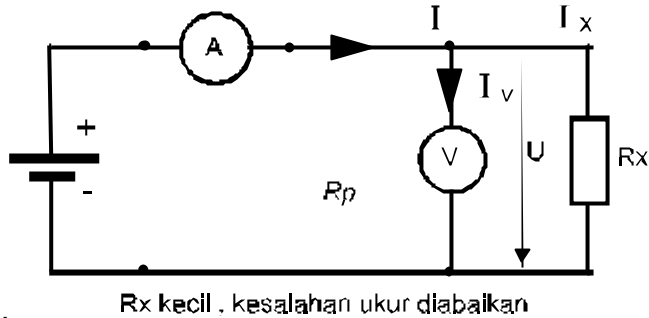 I
I X
A
I V
+
-
V
U
Rx
Rp
Rx kecil , kesalahan ukur diabaikan